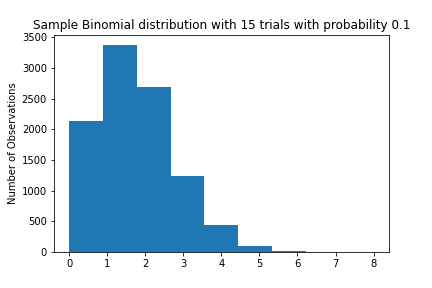 Sample Binomial distribution with 15 trials with probability 0.1
Number of Observations
3500
3000
2500
2000
1500
1000
500
0
0 1 2 3 4 5 6 7 8